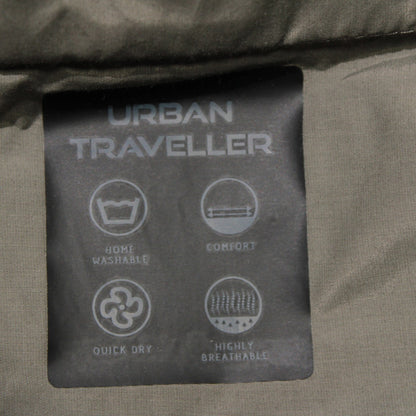 URBAN
TRAVELLER
HOME
WASHABLE
COMFORT
QUICK DRY
HIGHLY
BREATHABLE